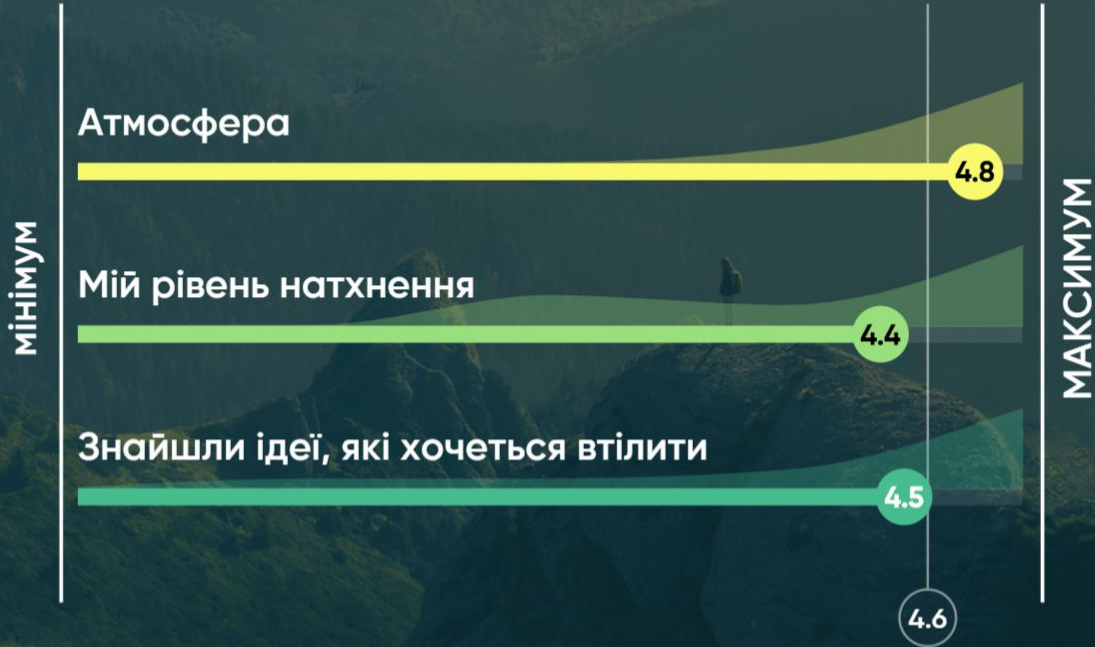 Атмосфера
4.8
Мій рівень натхнення
4.4
Знайшли ідеї, які хочеться втілити
4.5
4.6
мінімум
МАКСИМУМ